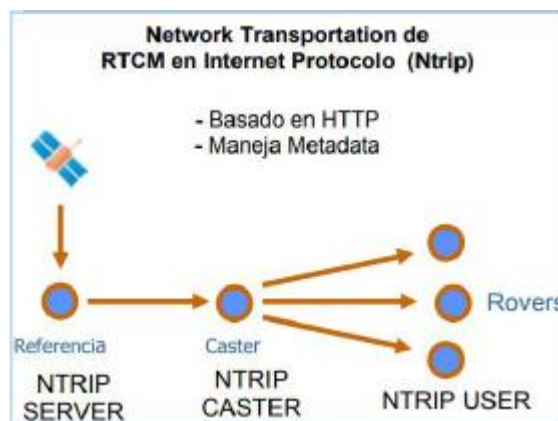 Network Transportation de
RTCM en Internet Protocolo (Ntrip)
- Basado en HTTP
- Maneja Metadata
Rovers
Referencia
Caster
NTRIP
SERVER
NTRIP
CASTER
NTRIP USER